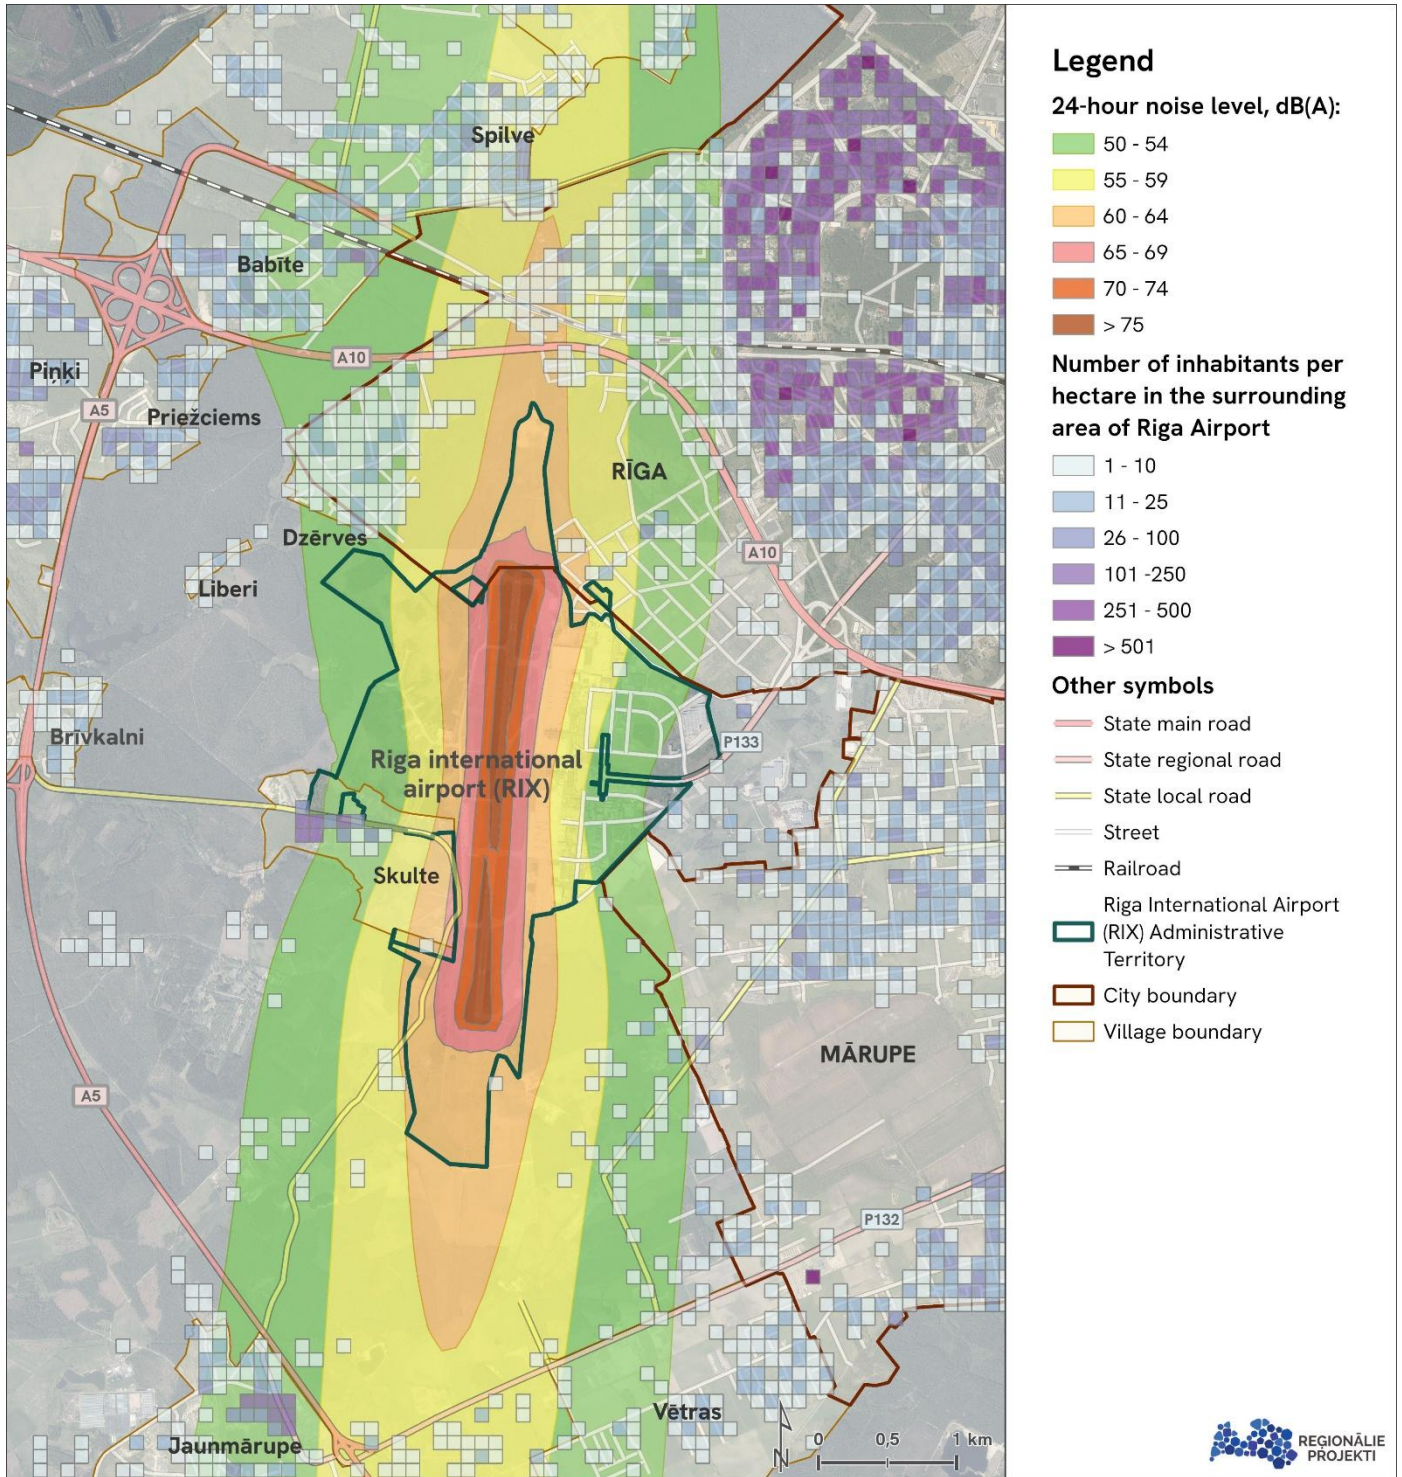 Spilve
Babīte
A10
Piņķi
A5
Priežciems
RĪGA
Dzērves
A10
Liberi
Brīvkalni
P133
Riga international
airport (RIX)
Skulte
MĀRUPE
A5
P132
Vētras
Jaunmārupe
N
0 0,5 1 km
Legend
24-hour noise level, dB(A):
50 - 54
55 - 59
60 - 64
65 - 69
70 - 74
> 75
Number of inhabitants per
hectare in the surrounding
area of Riga Airport
1 - 10
11 - 25
26 - 100
101 -250
251 - 500
> 501
Other symbols
State main road
State regional road
State local road
Street
Railroad
Riga International Airport
(RIX) Administrative
Territory
City boundary
Village boundary
REĢIONĀLIE
PROJEKTI